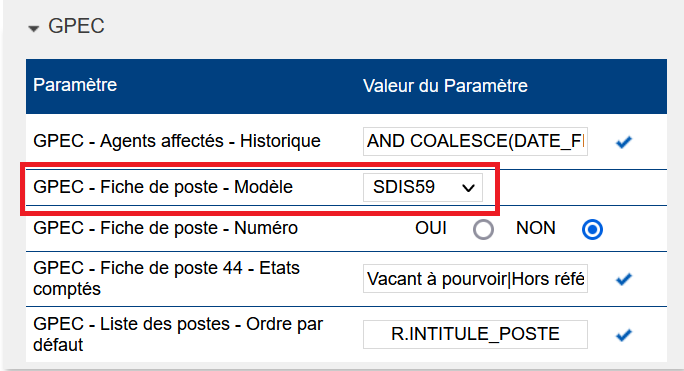 GPEC
Paramètre Valeur du Paramètre
GPEC - Agents affectés - Historique AND COALESCE(DATE_FI
GPEC - Fiche de poste - Modèle SDIS59
GPEC - Fiche de poste - Numéro OUI NON
GPEC - Fiche de poste 44 - Etats
comptés Vacant à pourvoir|Hors réfé
GPEC - Liste des postes - Ordre par
défaut R.INTITULE_POSTE